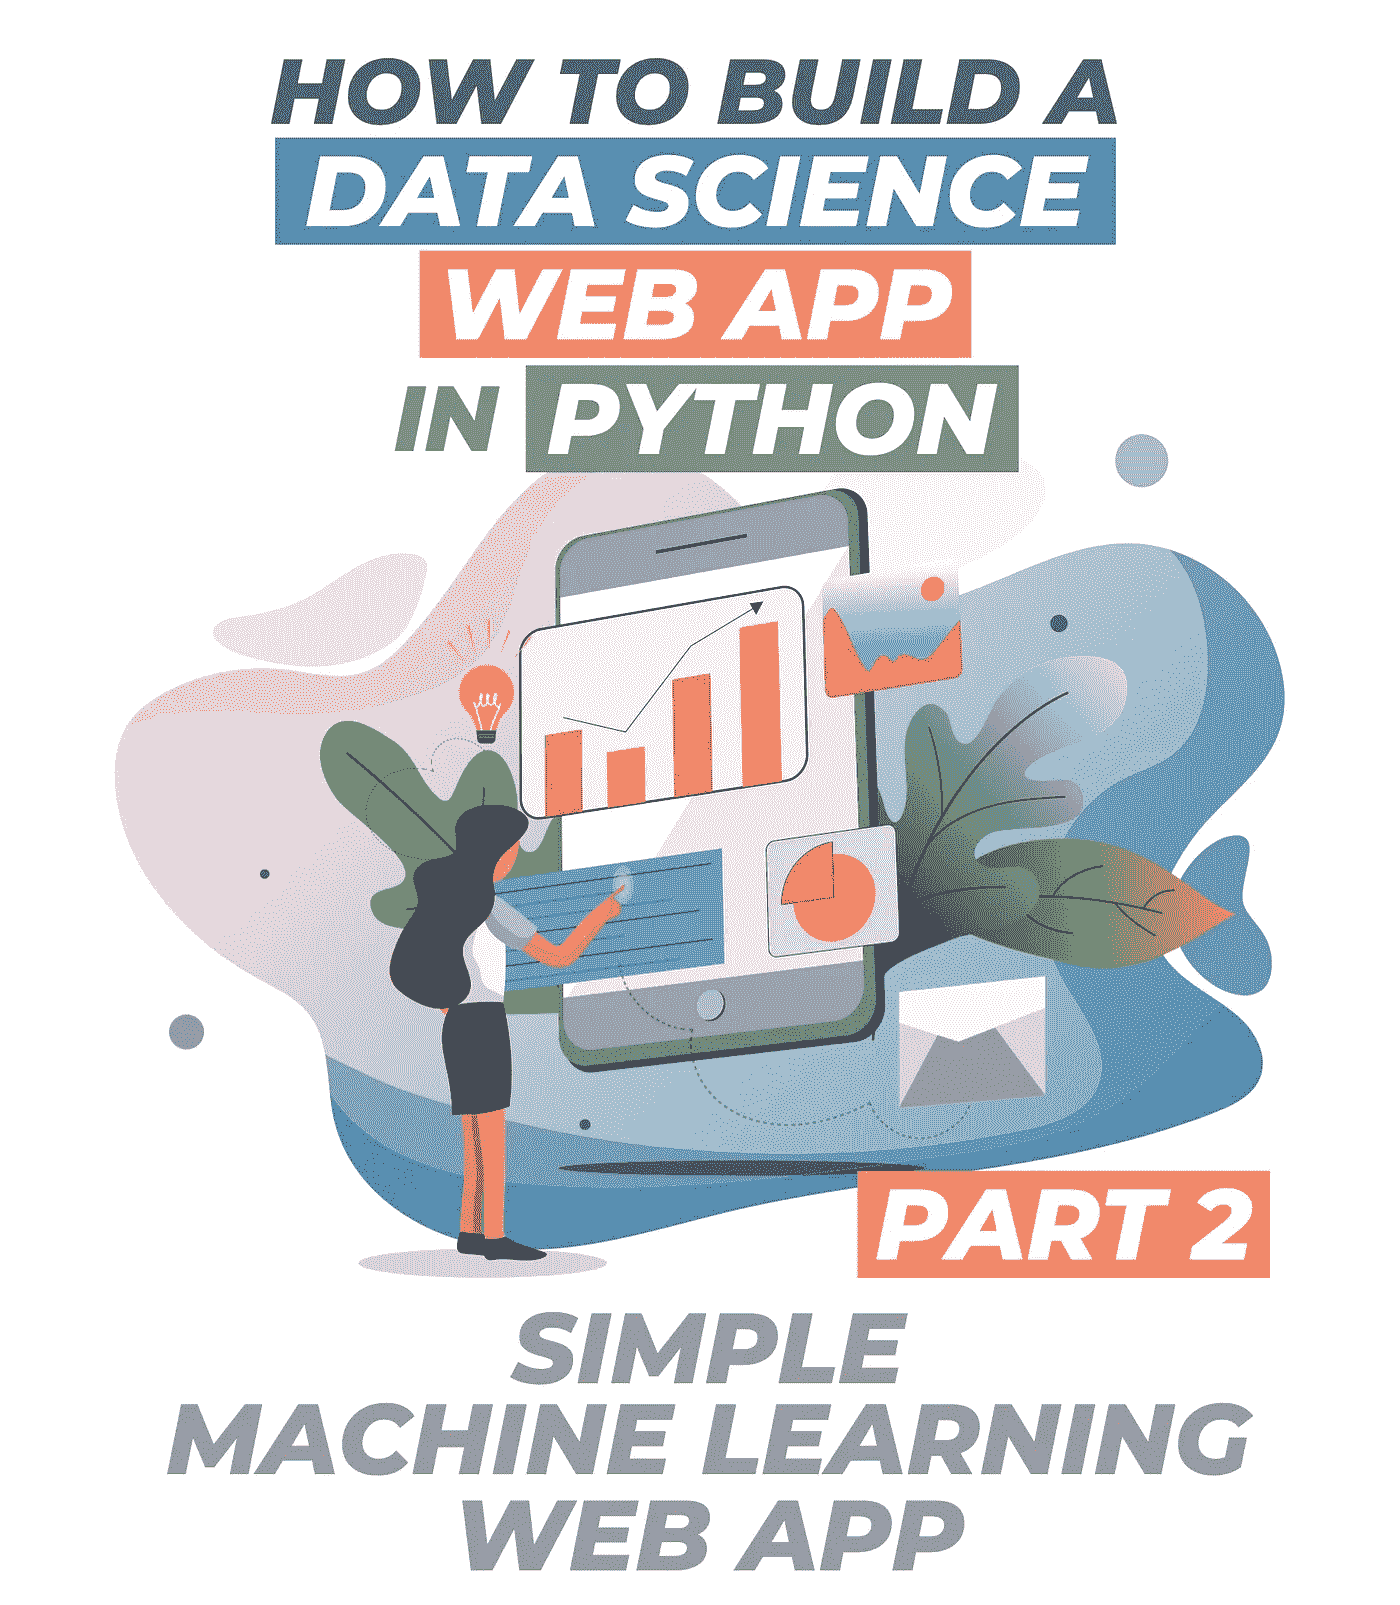 HOW TO BUILD A
DATA SCIENCE
WEB APP
IN PYTHON
PART 2
SIMPLE
MACHINE LEARNING
WEB APP